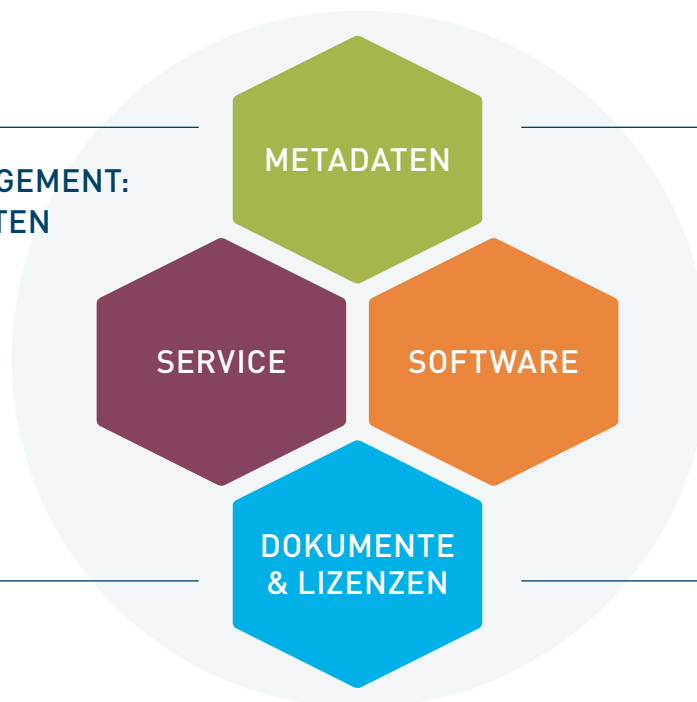 METADATEN
GEMENT:
TEN
SERVICE
SOFTWARE
DOKUMENTE
& LIZENZEN